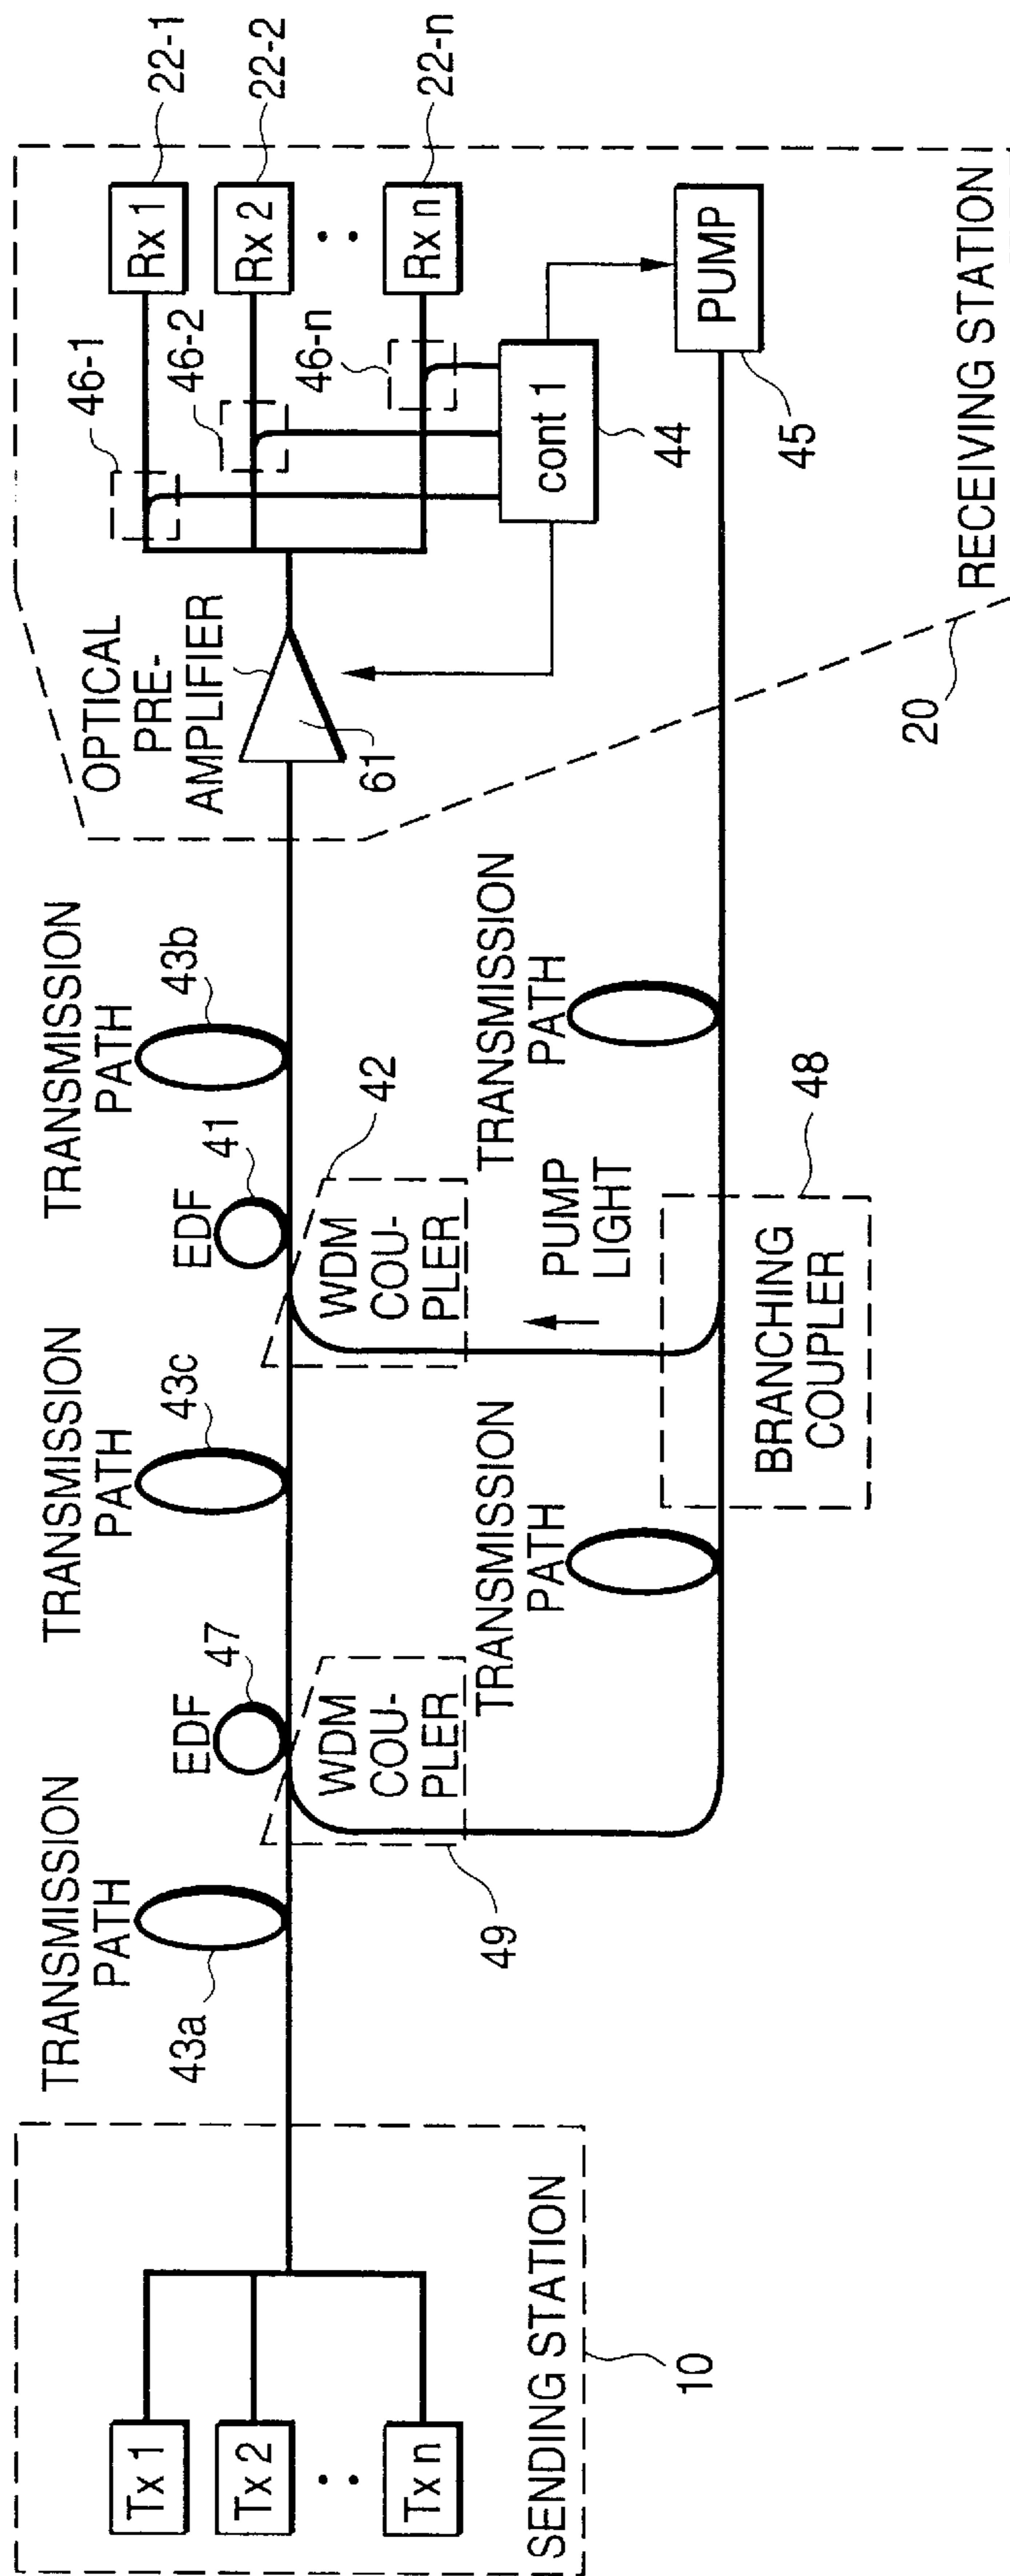 Tx 1
Tx 2
Tx n
SENDING STATION
10
TRANSMISSION
PATH
43a
EDF
47
WDM
COU-
PLER
49
TRANSMISSION
PATH
43c
TRANSMISSION
PATH
EDF
41
WDM
COU-
PLER
42
PUMP
LIGHT
BRANCHING
COUPLER
48
TRANSMISSION
PATH
43b
TRANSMISSION
PATH
OPTICAL
PRE-
AMPLIFIER
61
46-1
46-2
46-n
Rx 1
Rx 2
Rx n
22-1
22-2
22-n
cont 1
44
PUMP
45
RECEIVING STATION
20